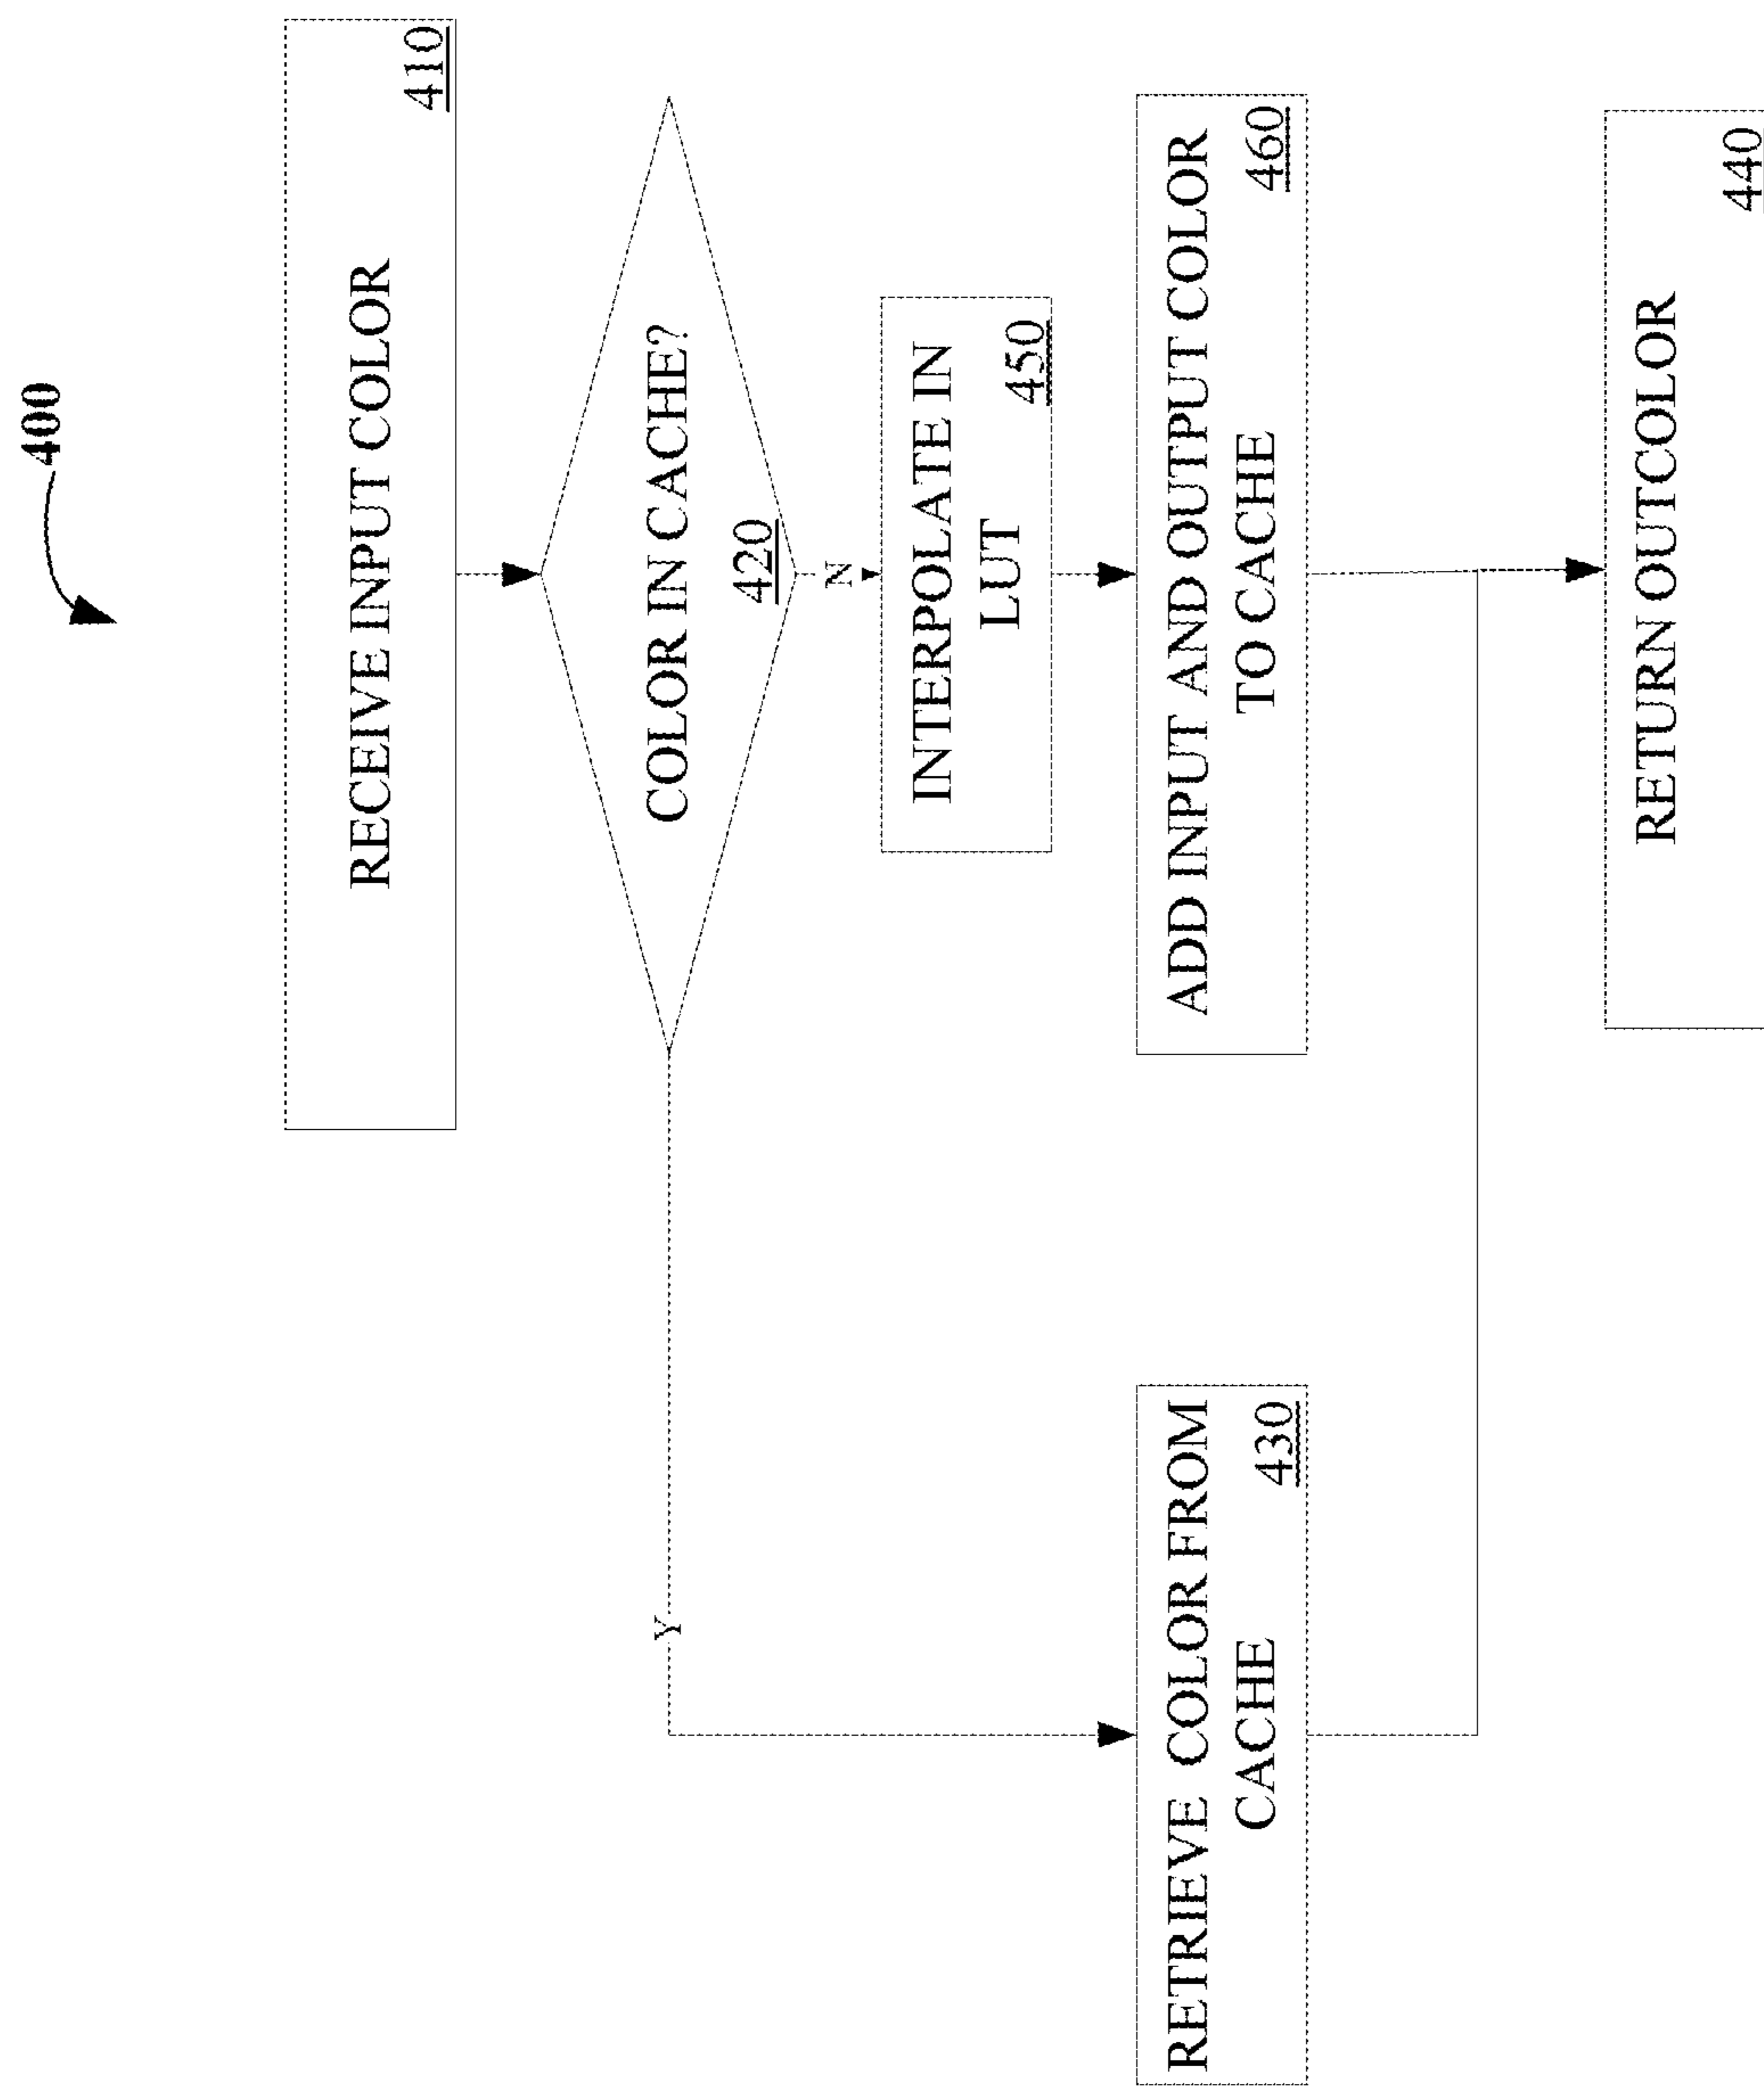 400
RECEIVE INPUT COLOR
410
COLOR IN CACHE?
420
Y
N
INTERPOLATE IN
LUT
450
RETRIEVE COLOR FROM
CACHE
430
ADD INPUT AND OUTPUT COLOR
TO CACHE
460
RETURN OUTCOLOR
440